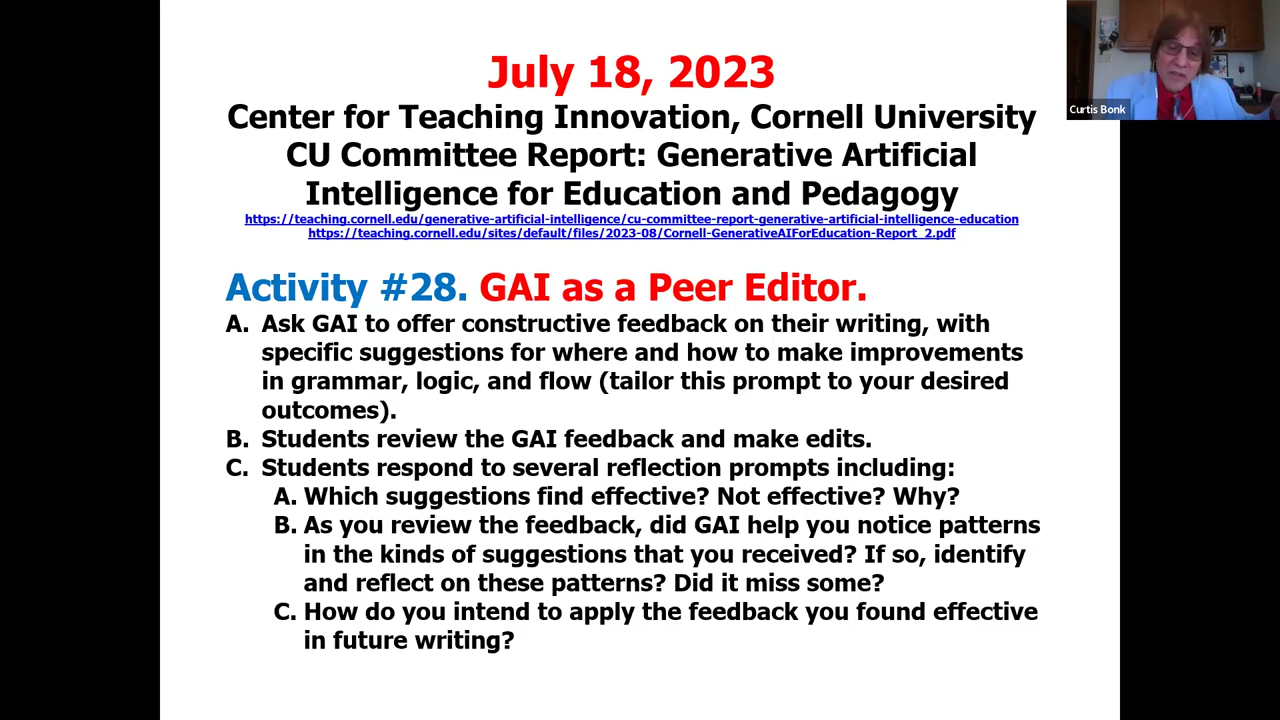 July 18, 2023
Center for Teaching Innovation, Cornell University
CU Committee Report: Generative Artificial
Intelligence for Education and Pedagogy
https://teaching.cornell.edu/generative-artificial-intelligence/cu-committee-report-generative-artificial-intelligence-education
https://teaching.cornell.edu/sites/default/files/2023-08/Cornell-GenerativeAIForEducation-Report_2.pdf
Activity #28. GAI as a Peer Editor.
A. Ask GAI to offer constructive feedback on their writing, with
specific suggestions for where and how to make improvements
in grammar, logic, and flow (tailor this prompt to your desired
outcomes).
B. Students review the GAI feedback and make edits.
C. Students respond to several reflection prompts including:
A. Which suggestions find effective? Not effective? Why?
B. As you review the feedback, did GAI help you notice patterns
in the kinds of suggestions that you received? If so, identify
and reflect on these patterns? Did it miss some?
C. How do you intend to apply the feedback you found effective
in future writing?
Curtis Bonk